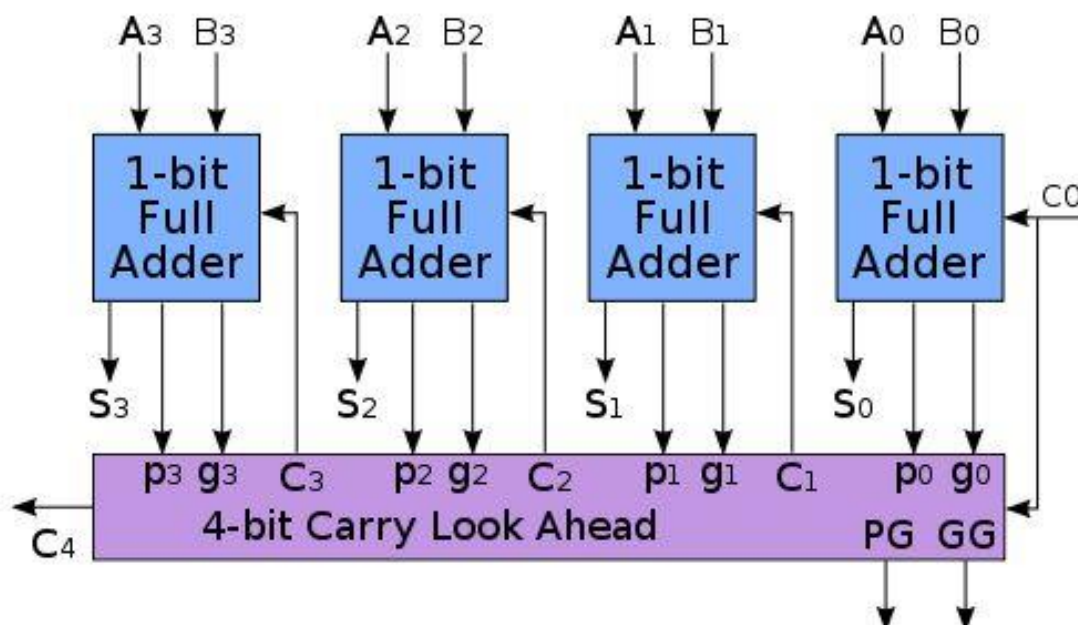 A3 B3 A2 B2 A1 B1 A0 B0
1-bit Full Adder
1-bit Full Adder
1-bit Full Adder
1-bit Full Adder
C0
S3 S2 S1 S0
p3 g3 C3 p2 g2 C2 p1 g1 C1 p0 g0
4-bit Carry Look Ahead
PG GG
C4